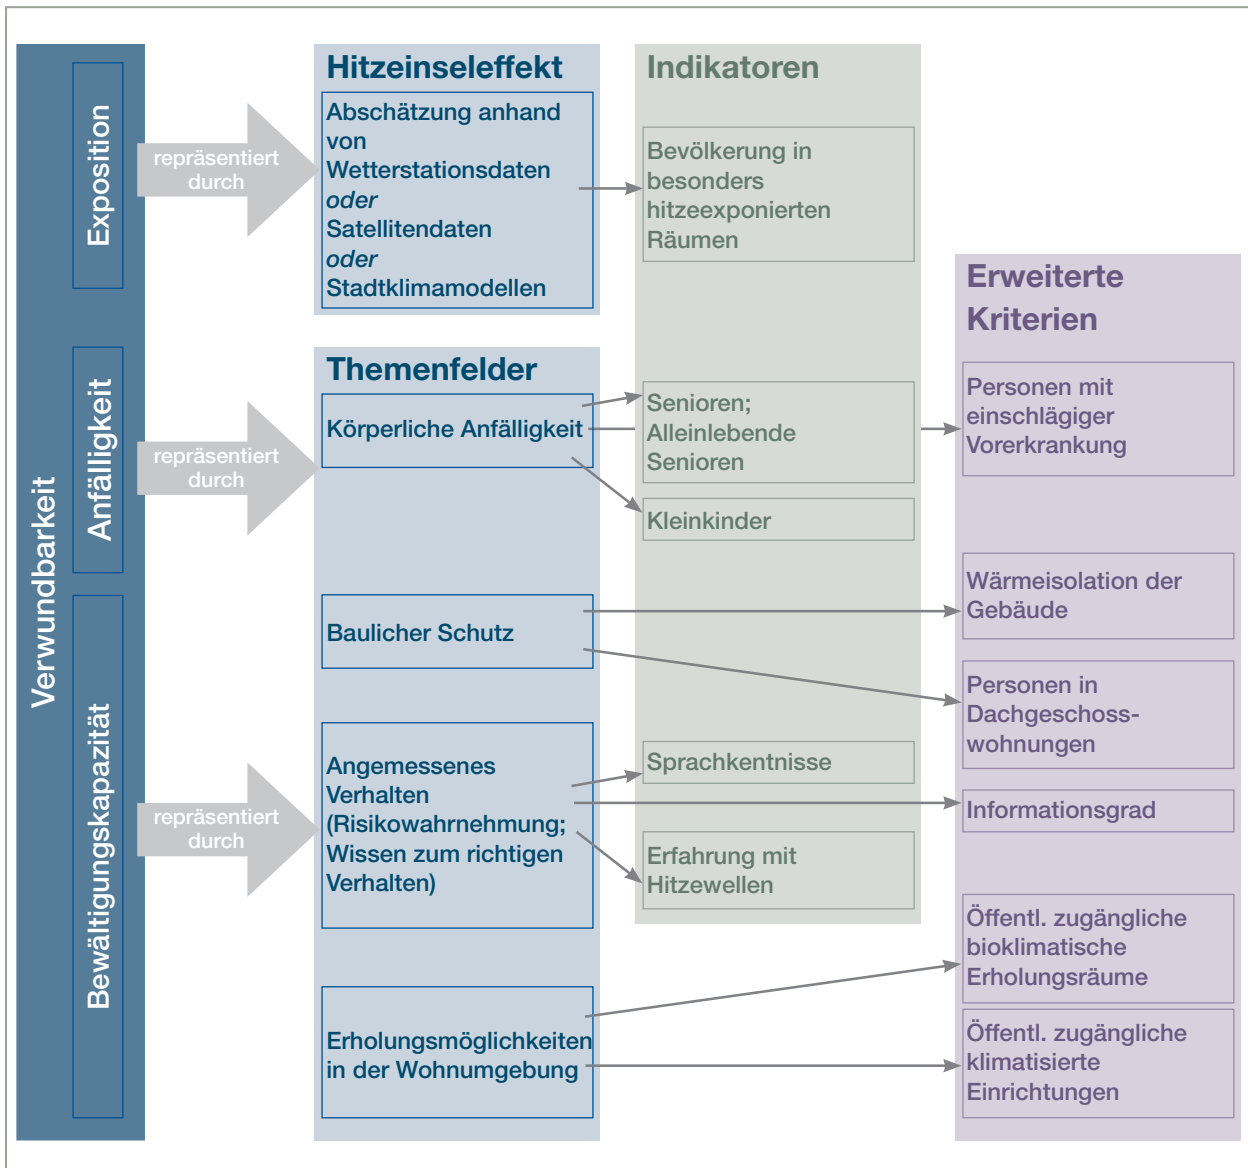 Verwundbarkeit
Exposition
Anfälligkeit
Bewältigungskapazität
repräsentiert
durch
repräsentiert
durch
repräsentiert
durch
Hitzeinseleffekt
Abschätzung anhand
von
Wetterstationsdaten
oder
Satellitendaten
oder
Stadtklimamodellen
Themenfelder
Körperliche Anfälligkeit
Baulicher Schutz
Angemessenes
Verhalten
(Risikowahrnehmung;
Wissen zum richtigen
Verhalten)
Erholungsmöglichkeiten
in der Wohnumgebung
Indikatoren
Bevölkerung in
besonders
hitzeexponierten
Räumen
Senioren;
Alleinlebende
Senioren
Kleinkinder
Sprachkentnisse
Erfahrung mit
Hitzewellen
Erweiterte
Kriterien
Personen mit
einschlägiger
Vorerkrankung
Wärmeisolation der
Gebäude
Personen in
Dachgeschoss-
wohnungen
Informationsgrad
Öffentl. zugängliche
bioklimatische
Erholungsräume
Öffentl. zugängliche
klimatisierte
Einrichtungen